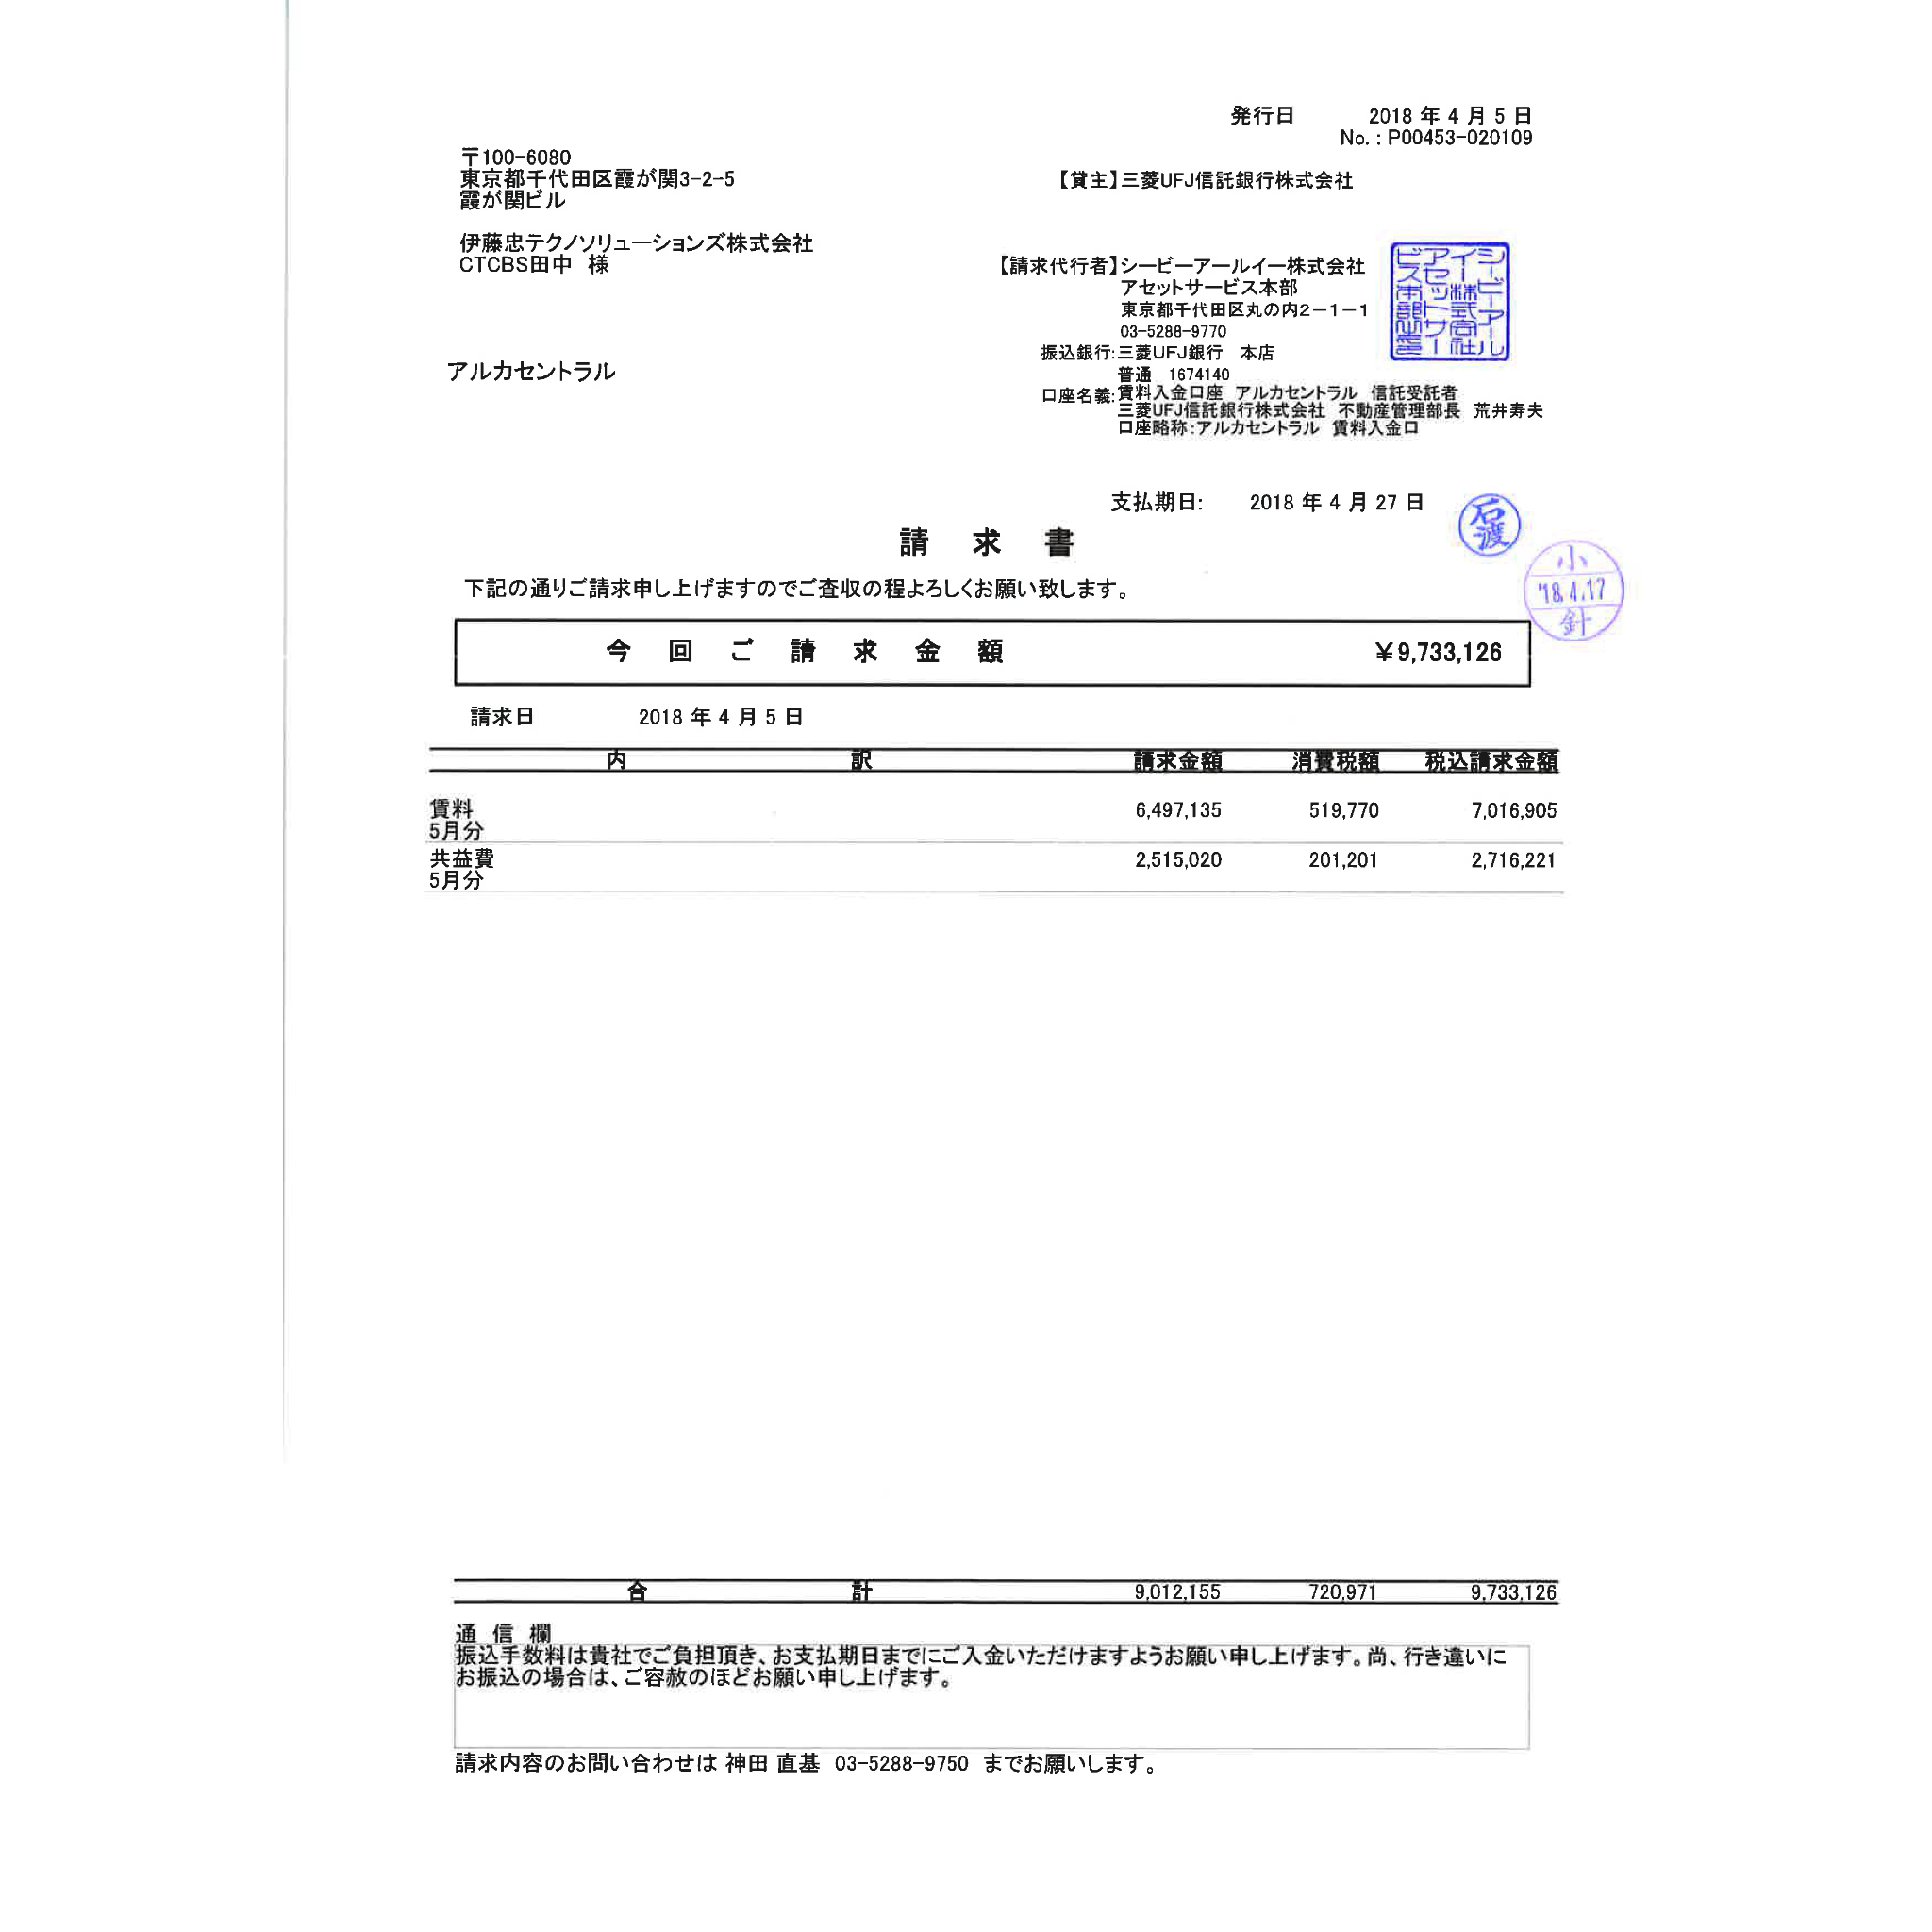 発行日 2018 年 4 月 5 日
No. : P00453-020109
〒100-6080
東京都千代田区霞が関3-2-5
霞が関ビル
【貸主】三菱UFJ信託銀行株式会社
伊藤忠テクノソリューションズ株式会社
CTCBS田中 様
【請求代行者】シービーアールイー株式会社
アセットサービス本部
東京都千代田区丸の内2-1-1
03-5288-9770
振込銀行:三菱UFJ銀行 本店
普通 1674140
口座名義:賃料入金口座 アルカセントラル 信託受託者
三菱UFJ信託銀行株式会社 不動産管理部長 荒井寿夫
口座略称:アルカセントラル 賃料入金口
シービーアール
イー株式会社
アセットサー
ビス本部
アルカセントラル
支払期日: 2018 年 4 月 27 日
石渡
小
'18.4.17
針
請 求 書
下記の通りご請求申し上げますのでご査収の程よろしくお願い致します。
今 回 ご 請 求 金 額 ¥9,733,126
請求日 2018 年 4 月 5 日
内 訳 請求金額 消費税額 税込請求金額
賃料 6,497,135 519,770 7,016,905
5月分
共益費 2,515,020 201,201 2,716,221
5月分
合 計 9,012,155 720,971 9,733,126
通 信 欄
振込手数料は貴社でご負担頂き、お支払期日までにご入金いただけますようお願い申し上げます。尚、行き違いに
お振込の場合は、ご容赦のほどお願い申し上げます。
請求内容のお問い合わせは 神田 直基 03-5288-9750 までお願いします。